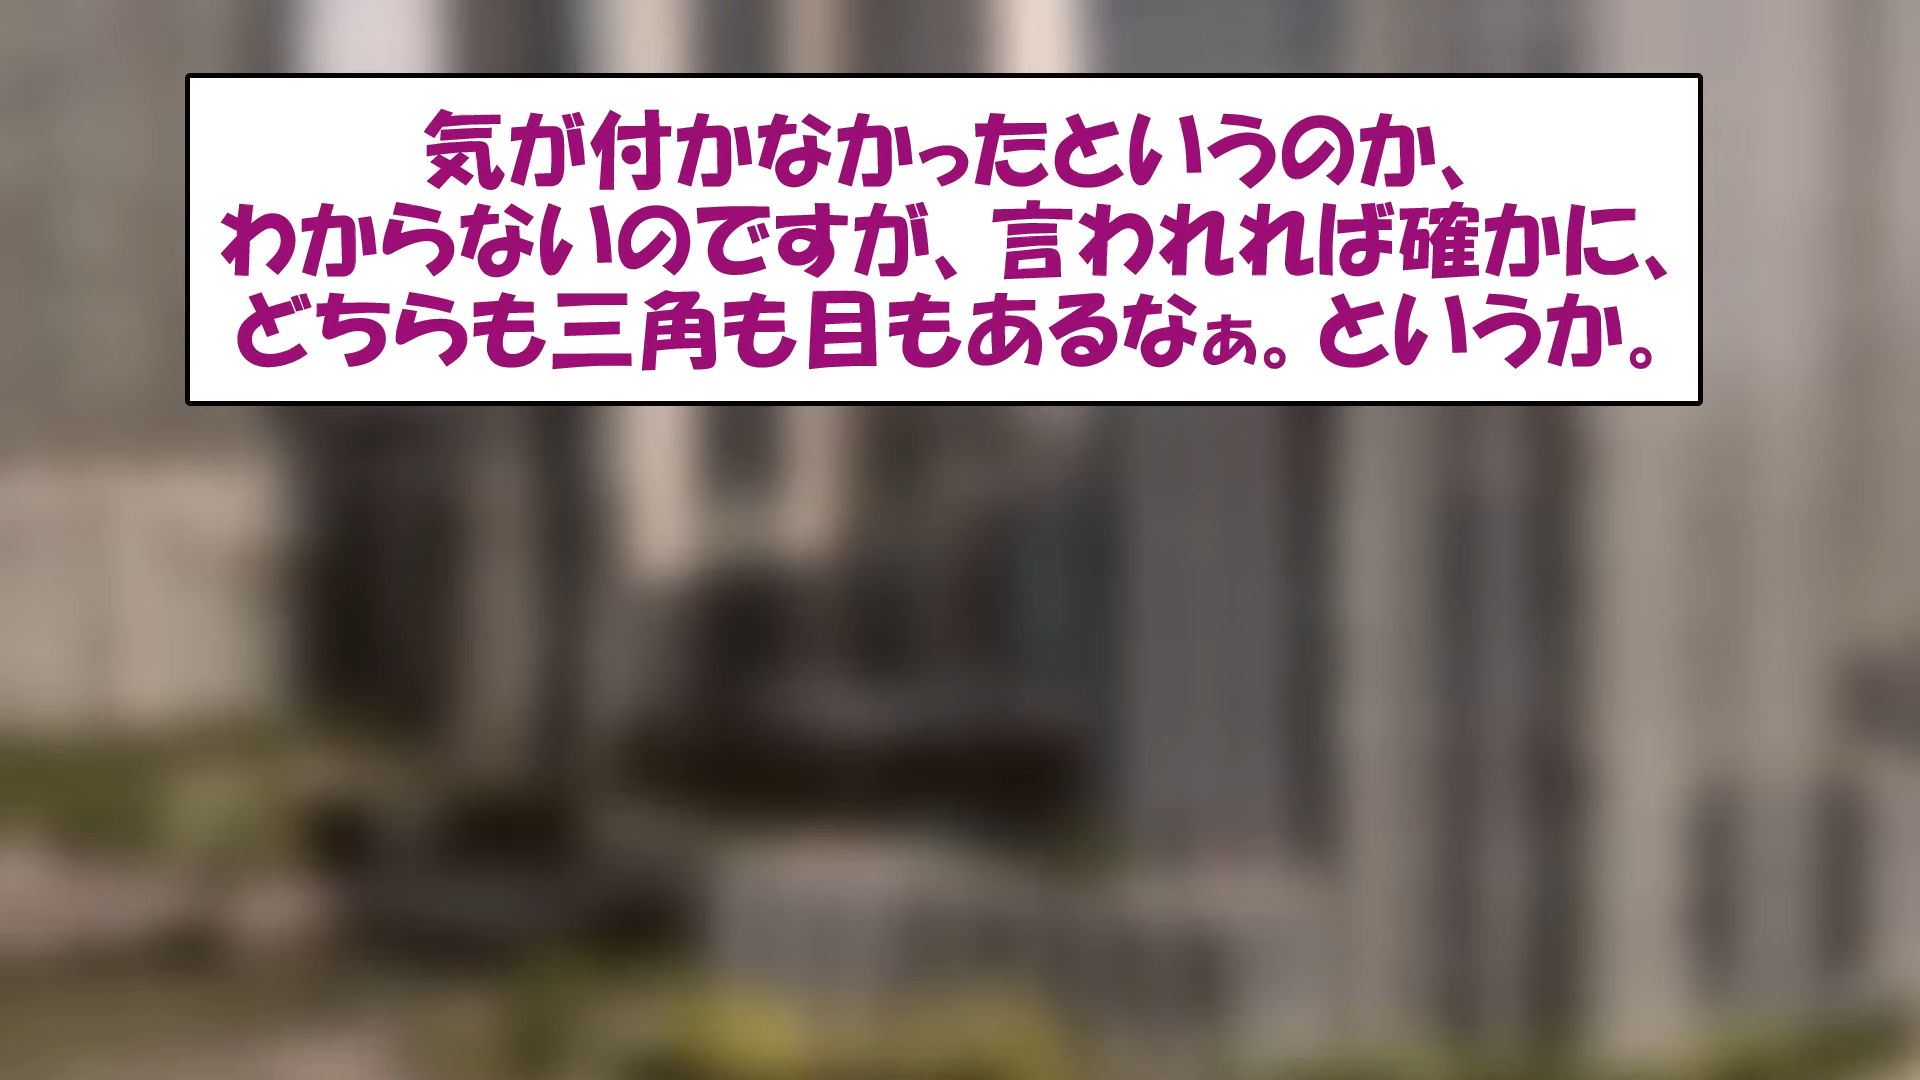 気が付かなかったというのか、
わからないのですが、言われれば確かに、
どちらも三角も目もあるなぁ。というか。